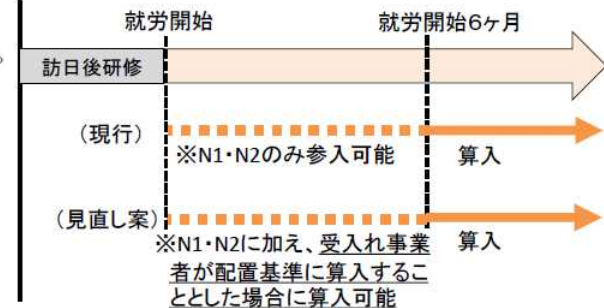 就労開始
就労開始6ヶ月
。
訪日後研修
(現行)
※N1・N2のみ参入可能
算入
(見直し案)
※N1・N2に加え、受入れ事業
者が配置基準に算入するこ
ととした場合に算入可能
算入